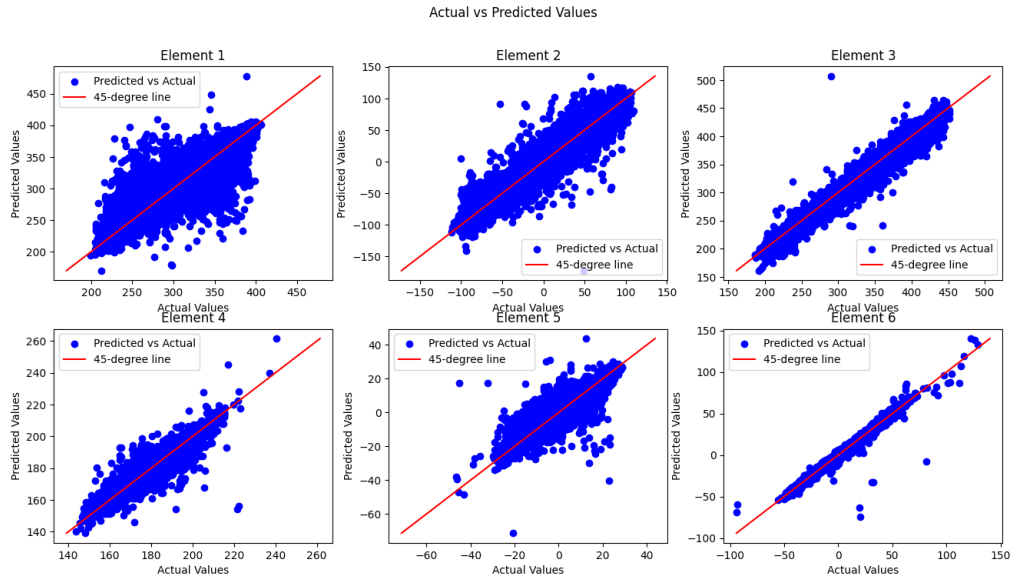 Actual vs Predicted Values
Element 1
Predicted Values
450
400
350
300
250
200
Predicted vs Actual
45-degree line
200 250 300 350 400 450
Actual Values
Element 2
Predicted Values
150
100
50
0
−50
−100
−150
Predicted vs Actual
45-degree line
−150 −100 −50 0 50 100 150
Actual Values
Element 3
Predicted Values
500
450
400
350
300
250
200
150
Predicted vs Actual
45-degree line
150 200 250 300 350 400 450 500
Actual Values
Element 4
Predicted Values
260
240
220
200
180
160
140
Predicted vs Actual
45-degree line
140 160 180 200 220 240 260
Actual Values
Element 5
Predicted Values
40
20
0
−20
−40
−60
Predicted vs Actual
45-degree line
−60 −40 −20 0 20 40
Actual Values
Element 6
Predicted Values
150
100
50
0
−50
−100
Predicted vs Actual
45-degree line
−100 −50 0 50 100 150
Actual Values